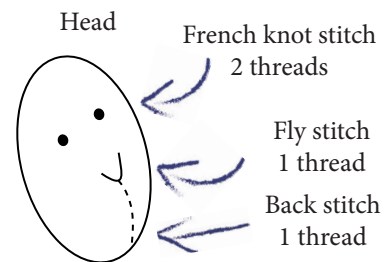 Head
French knot stitch
2 threads
Fly stitch
1 thread
Back stitch
1 thread